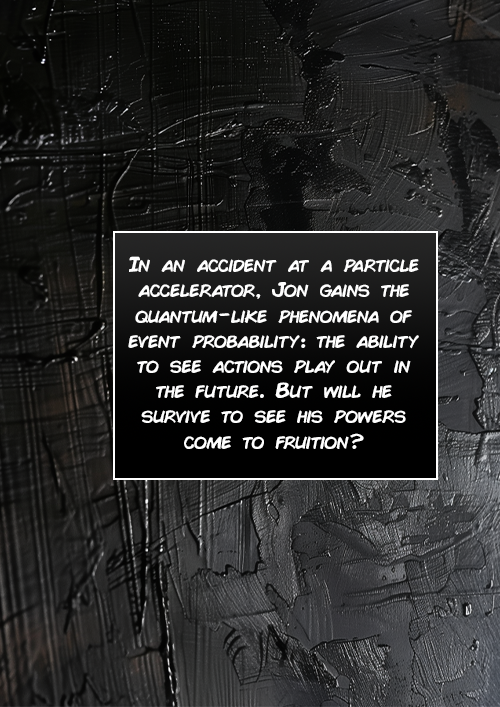 In an accident at a particle
accelerator, Jon gains the
quantum-like phenomena of
event probability: the ability
to see actions play out in
the future. But will he
survive to see his powers
come to fruition?